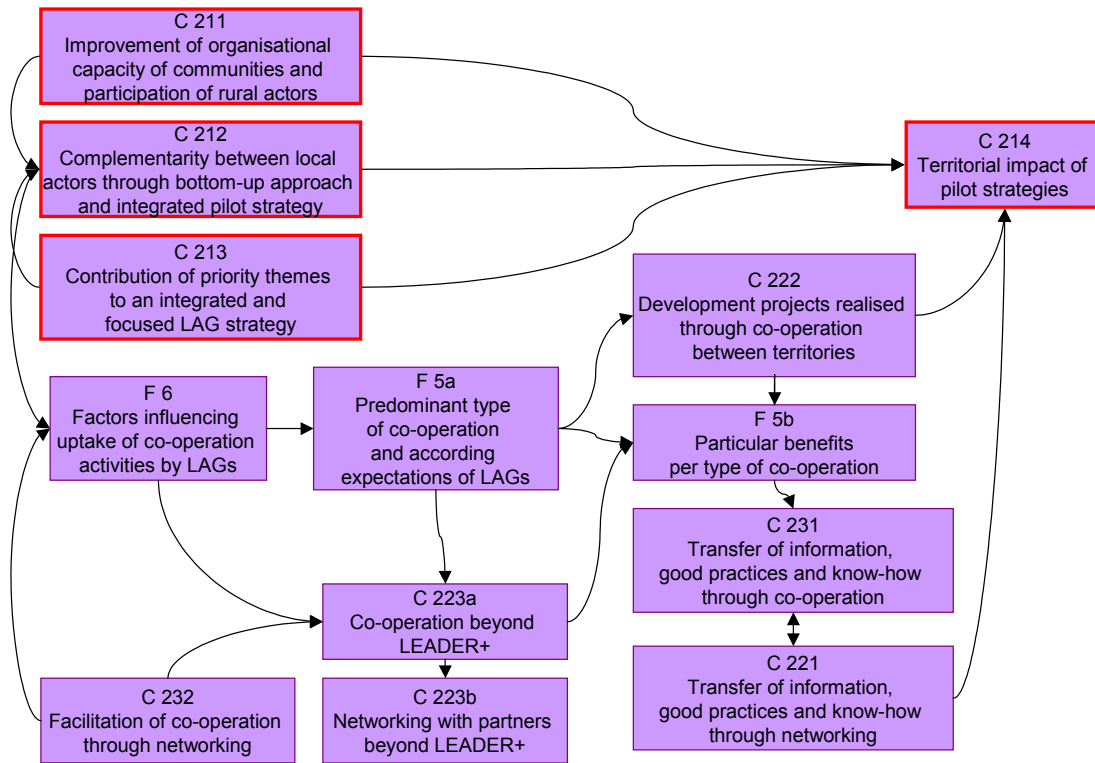 C 211
Improvement of organisational
capacity of communities and
participation of rural actors
C 212
Complementarity between local
actors through bottom-up approach
and integrated pilot strategy
C 213
Contribution of priority themes
to an integrated and
focused LAG strategy
C 214
Territorial impact of
pilot strategies
C 222
Development projects realised
through co-operation
between territories
F 6
Factors influencing
uptake of co-operation
activities by LAGs
F 5a
Predominant type
of co-operation
and according
expectations of LAGs
F 5b
Particular benefits
per type of co-operation
C 231
Transfer of information,
good practices and know-how
through co-operation
C 223a
Co-operation beyond
LEADER+
C 221
Transfer of information,
good practices and know-how
through networking
C 232
Facilitation of co-operation
through networking
C 223b
Networking with partners
beyond LEADER+